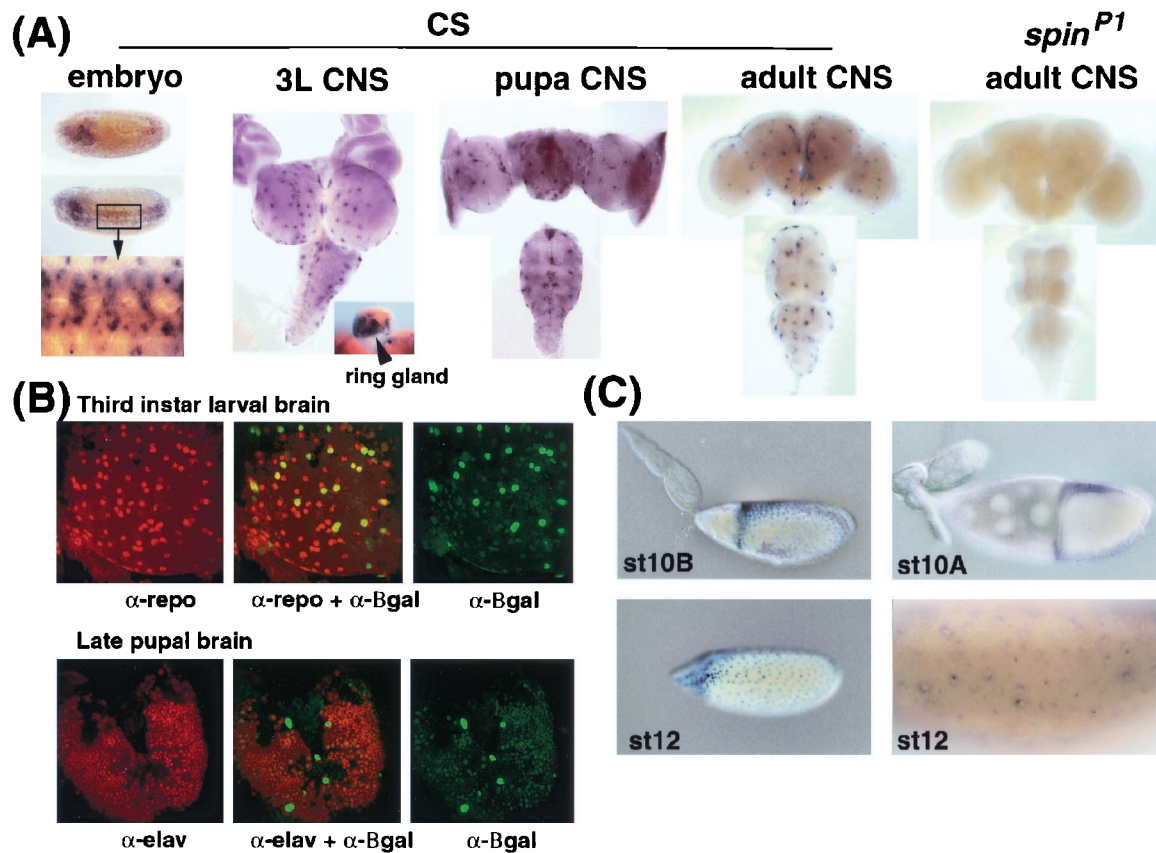 (A)
CS
spin P1
embryo
3L CNS
pupa CNS
adult CNS
adult CNS
ring gland
(B)
Third instar larval brain
α-repo
α-repo + α-Bgal
α-Bgal
Late pupal brain
α-elav
α-elav + α-Bgal
α-Bgal
(C)
st10B
st10A
st12
st12